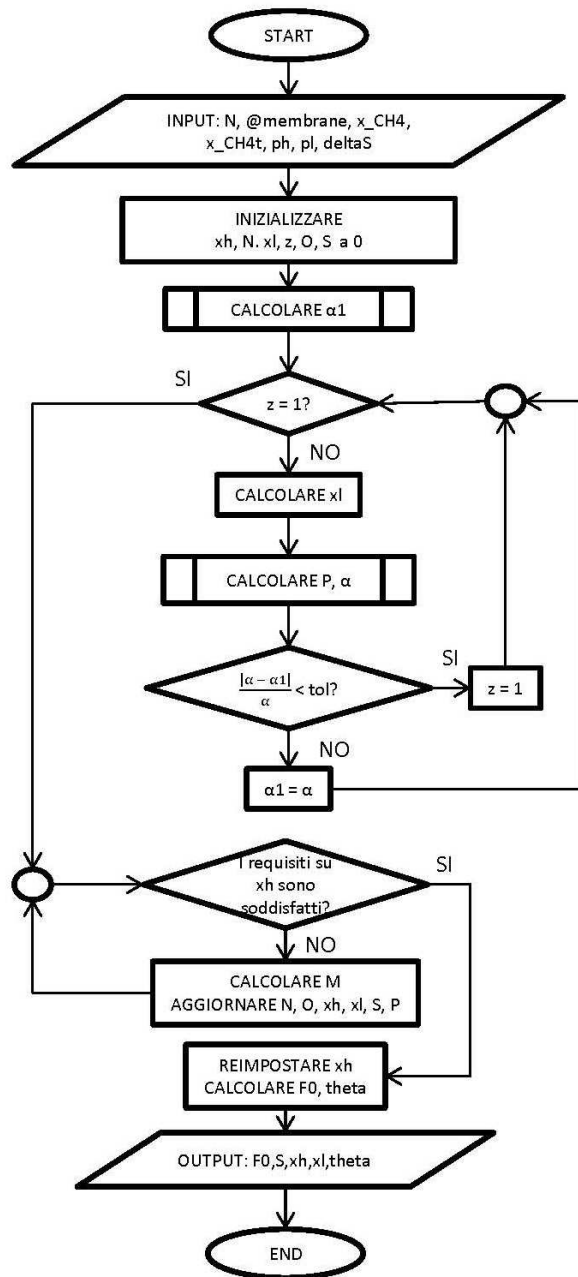 START
INPUT: N, @membrane, x_CH4,
x_CH4t, ph, pl, deltaS
INIZIALIZZARE
xh, N. xl, z, O, S a 0
CALCOLARE α1
SI
z = 1?
NO
CALCOLARE xl
CALCOLARE P, α
|α − α1|
α
< tol?
SI
z = 1
NO
α1 = α
I requisiti su
xh sono
soddisfatti?
SI
NO
CALCOLARE M
AGGIORNARE N, O, xh, xl, S, P
REIMPOSTARE xh
CALCOLARE F0, theta
OUTPUT: F0,S,xh,xl,theta
END